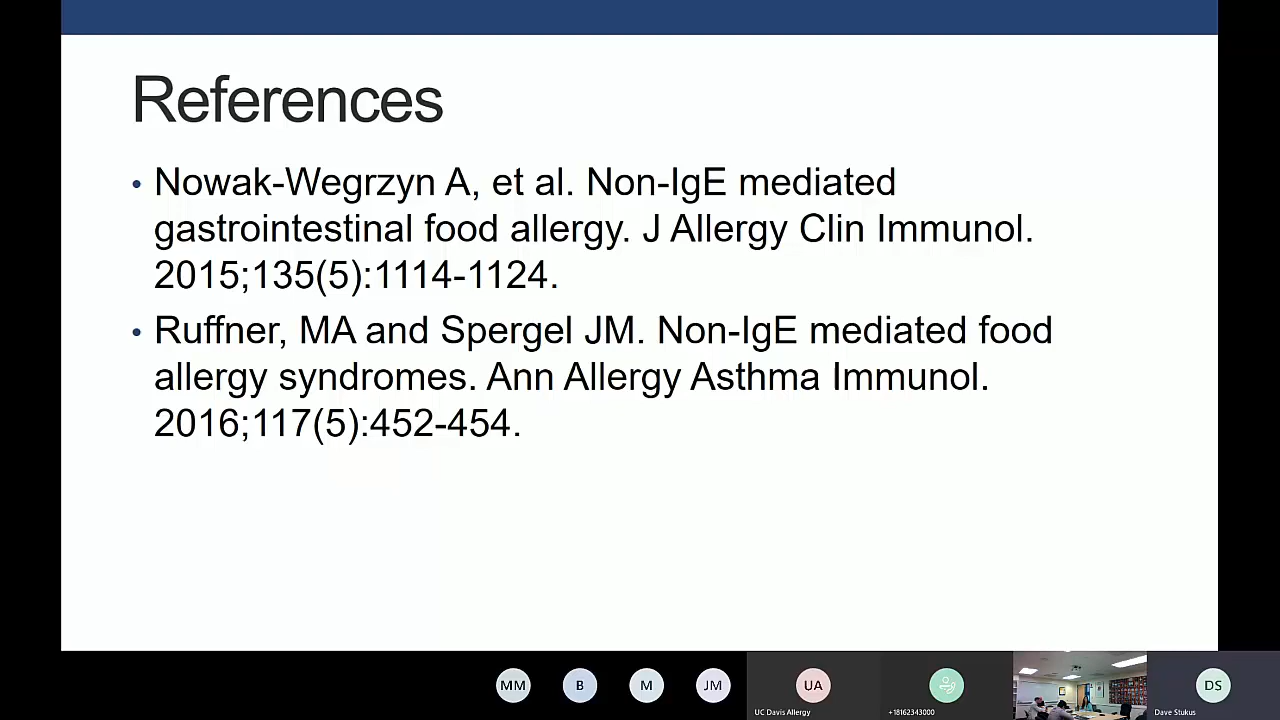 References
• Nowak-Wegrzyn A, et al. Non-IgE mediated
gastrointestinal food allergy. J Allergy Clin Immunol.
2015;135(5):1114-1124.
• Ruffner, MA and Spergel JM. Non-IgE mediated food
allergy syndromes. Ann Allergy Asthma Immunol.
2016;117(5):452-454.
MM B M JM UA DS
UC Davis Allergy +18162343000 Dave Stukus